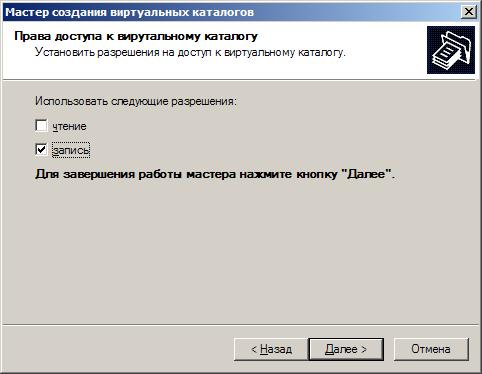 Мастер создания виртуальных каталогов
Права доступа к вирутальному каталогу
Установить разрешения на доступ к виртуальному каталогу.
Использовать следующие разрешения:
чтение
запись
Для завершения работы мастера нажмите кнопку "Далее".
< Назад
Далее >
Отмена